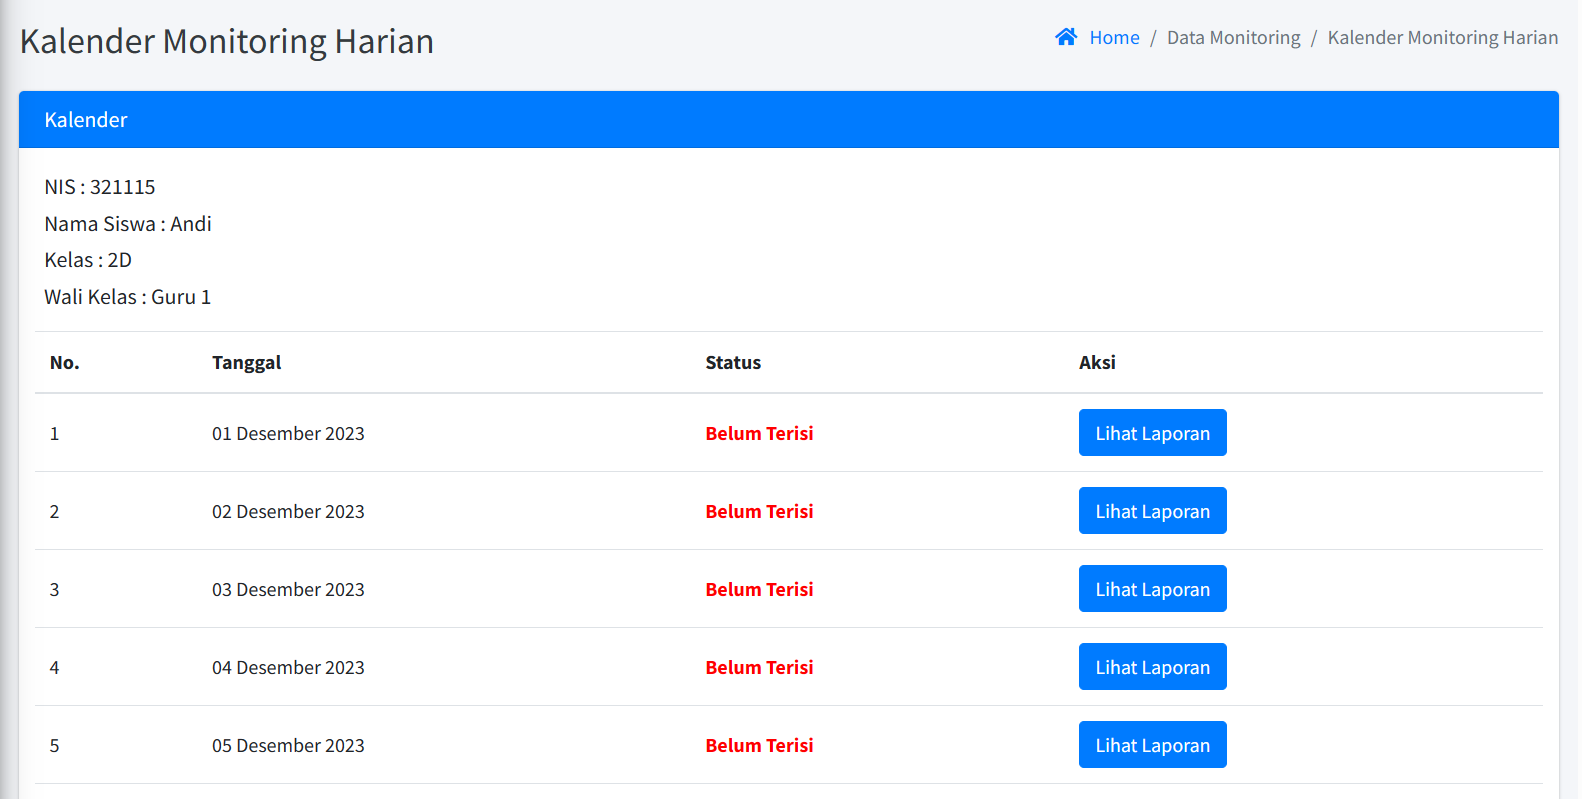 Kalender Monitoring Harian
Home / Data Monitoring / Kalender Monitoring Harian
Kalender
NIS : 321115
Nama Siswa : Andi
Kelas : 2D
Wali Kelas : Guru 1
No. Tanggal Status Aksi
1 01 Desember 2023 Belum Terisi Lihat Laporan
2 02 Desember 2023 Belum Terisi Lihat Laporan
3 03 Desember 2023 Belum Terisi Lihat Laporan
4 04 Desember 2023 Belum Terisi Lihat Laporan
5 05 Desember 2023 Belum Terisi Lihat Laporan